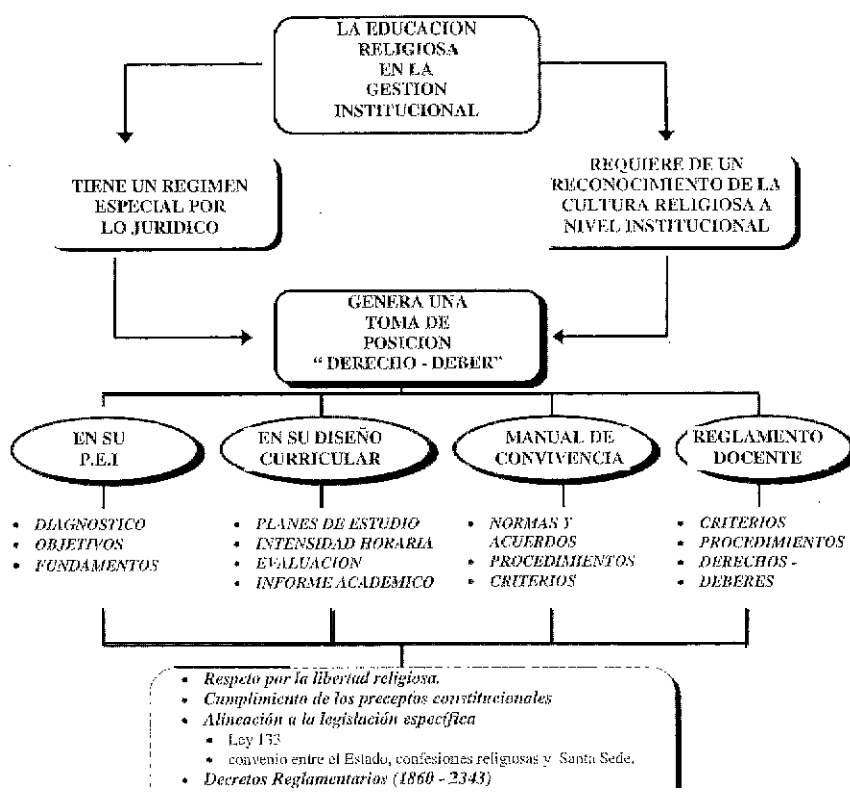 LA EDUCACION
RELIGIOSA
EN LA
GESTION
INSTITUCIONAL
TIENE UN REGIMEN
ESPECIAL POR
LO JURIDICO
REQUIERE DE UN
RECONOCIMIENTO DE LA
CULTURA RELIGIOSA A
NIVEL INSTITUCIONAL
GENERA UNA
TOMA DE
POSICION
“ DERECHO - DEBER”
EN SU
P.E.I
EN SU DISEÑO
CURRICULAR
MANUAL DE
CONVIVENCIA
REGLAMENTO
DOCENTE
• DIAGNOSTICO
• OBJETIVOS
• FUNDAMENTOS
• PLANES DE ESTUDIO
• INTENSIDAD HORARIA
• EVALUACION
• INFORME ACADEMICO
• NORMAS Y
ACUERDOS
• PROCEDIMIENTOS
• CRITERIOS
• CRITERIOS
• PROCEDIMIENTOS
• DERECHOS -
• DEBERES
• Respeto por la libertad religiosa.
• Cumplimiento de los preceptos constitucionales
• Alineación a la legislación específica
• Ley 133
• convenio entre el Estado, confesiones religiosas y Santa Sede.
• Decretos Reglamentarios (1860 - 2343)